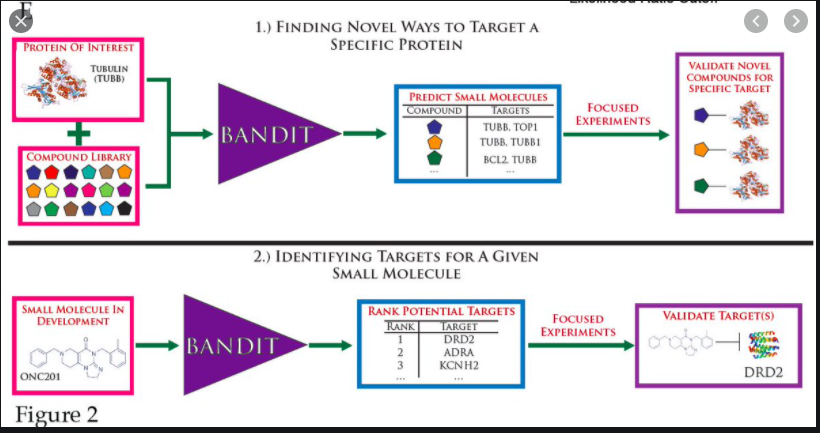 E
1.) Finding Novel Ways to Target a
Specific Protein
Protein Of Interest
Tubulin
(TUBB)
Compound Library
BANDIT
Predict Small Molecules
Compound Targets
TUBB, TOP1
TUBB, TUBB1
BCL2, TUBB
... ...
Focused
Experiments
Validate Novel
Compounds for
Specific Target
2.) Identifying Targets for A Given
Small Molecule
Small Molecule In
Development
ONC201
BANDIT
Rank Potential Targets
Rank Target
1 DRD2
2 ADRA
3 KCNH2
... ...
Focused
Experiments
Validate Target(s)
DRD2
Figure 2